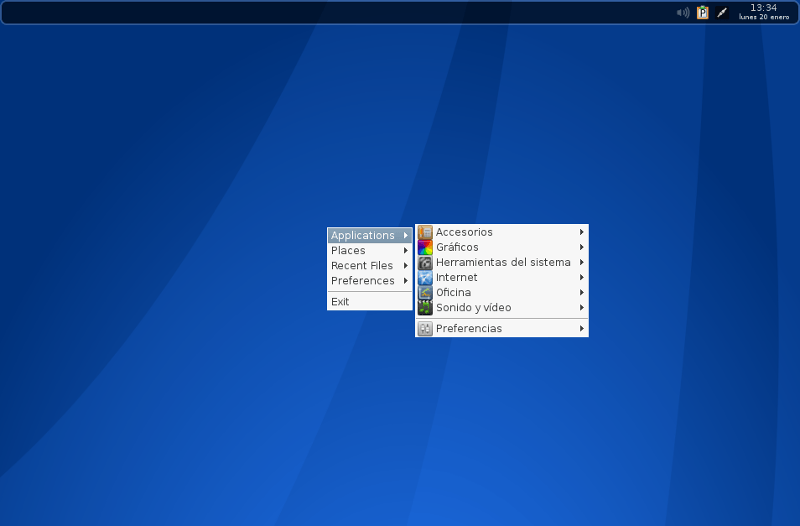 13:34
lunes 20 enero
Applications
Places
Recent Files
Preferences
Exit
Accesorios
Gráficos
Herramientas del sistema
Internet
Oficina
Sonido y vídeo
Preferencias